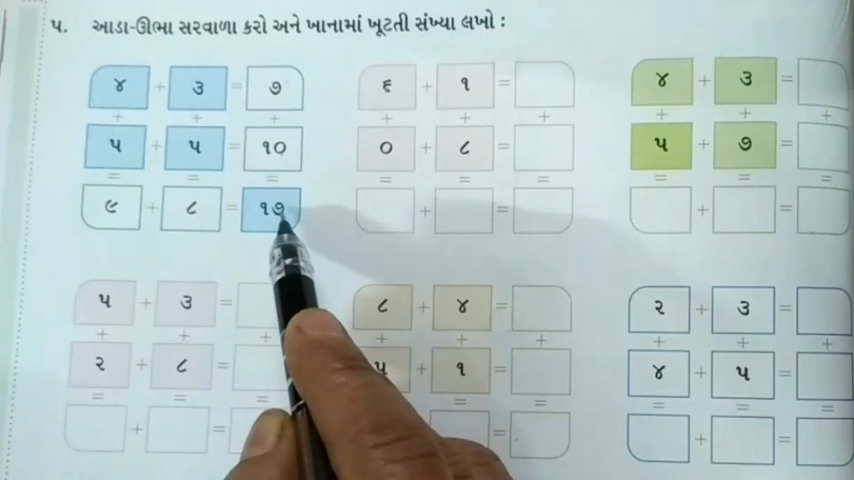 ૫. આડા-ઊભા સરવાળા કરો અને ખાનામાં ખૂટતી સંખ્યા લખો :
૪ + ૩ = ૭ ૬ + ૧ = ૪ + ૩ =
+ + + + + + + + +
૫ + ૫ = ૧૦ ૦ + ૮ = ૫ + ૭ =
= = = = = = = = =
૯ + ૮ = ૧૭ + = + =
૫ + ૩ = ૮ + ૪ = ૨ + ૩ =
+ + + + + + + + +
૨ + ૮ = ૫ + ૧ = ૪ + ૫ =
= = = = = = = =
+ = = + =